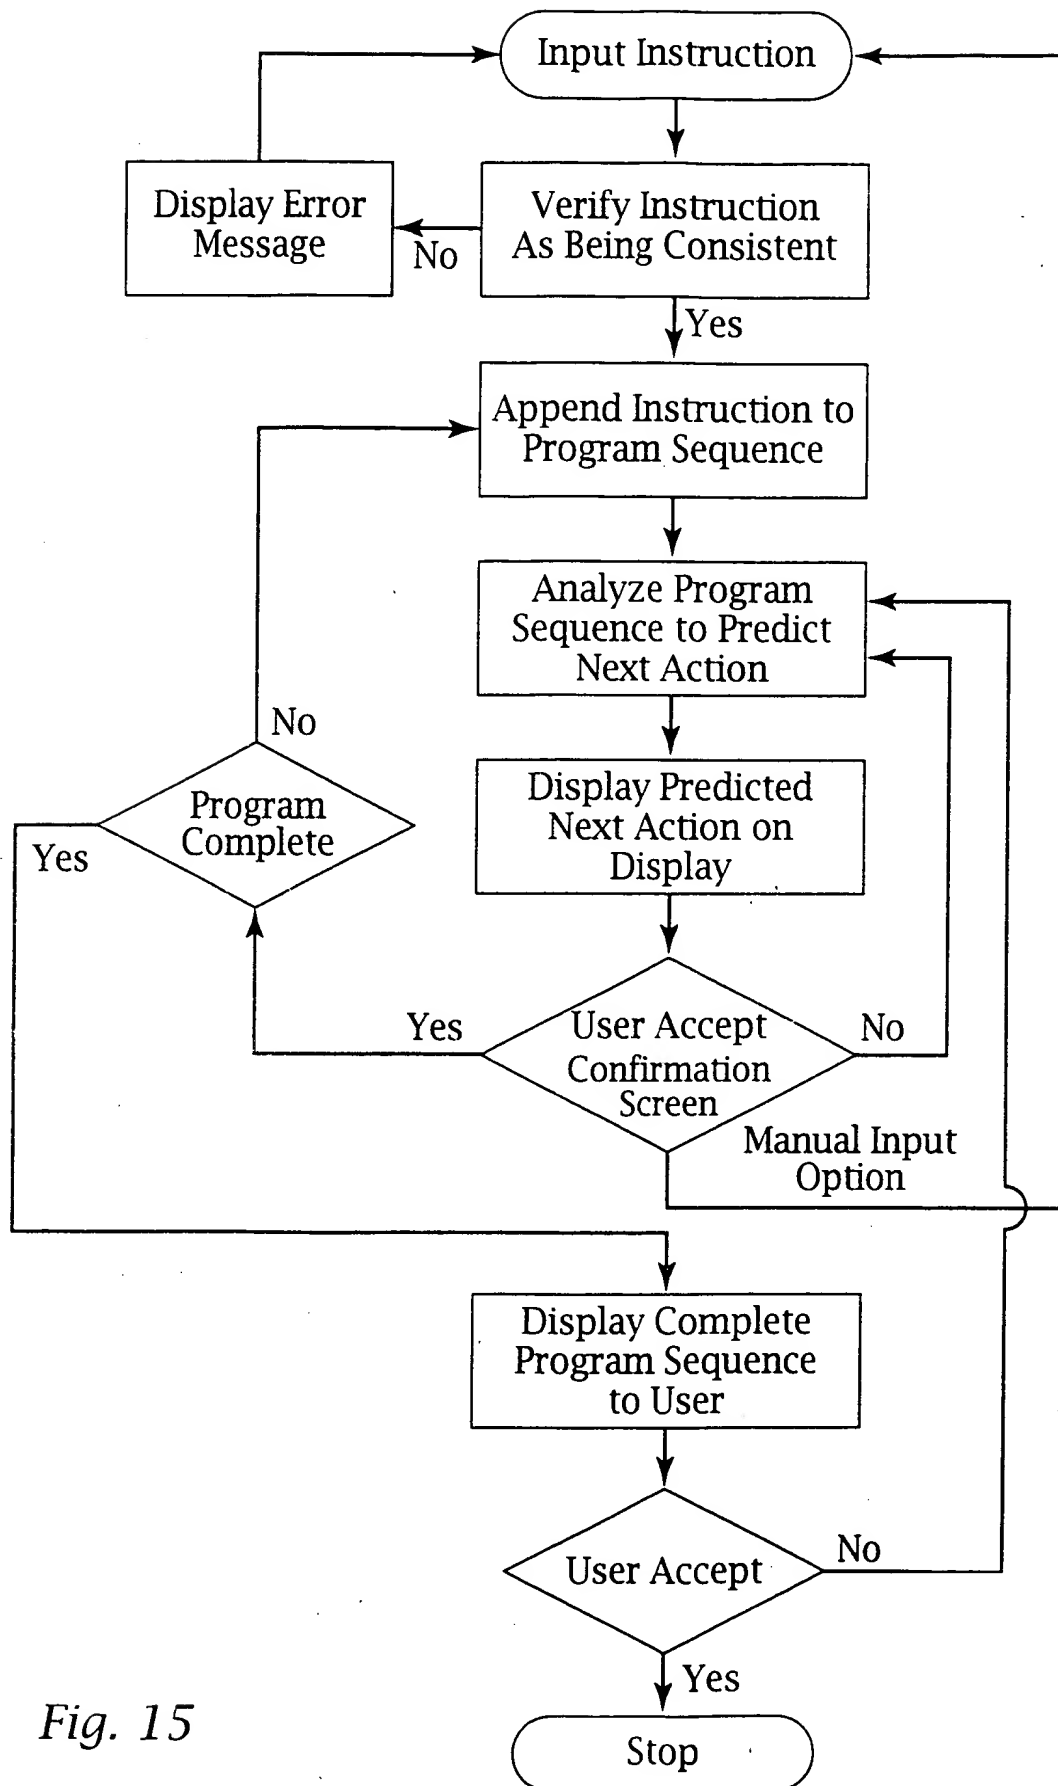 Input Instruction
Display Error
Message
No
Verify Instruction
As Being Consistent
Yes
Append Instruction to
Program Sequence
Analyze Program
Sequence to Predict
Next Action
No
Program
Complete
Yes
Display Predicted
Next Action on
Display
Yes
User Accept
Confirmation
Screen
No
Manual Input
Option
Display Complete
Program Sequence
to User
User Accept
No
Yes
Stop
Fig. 15